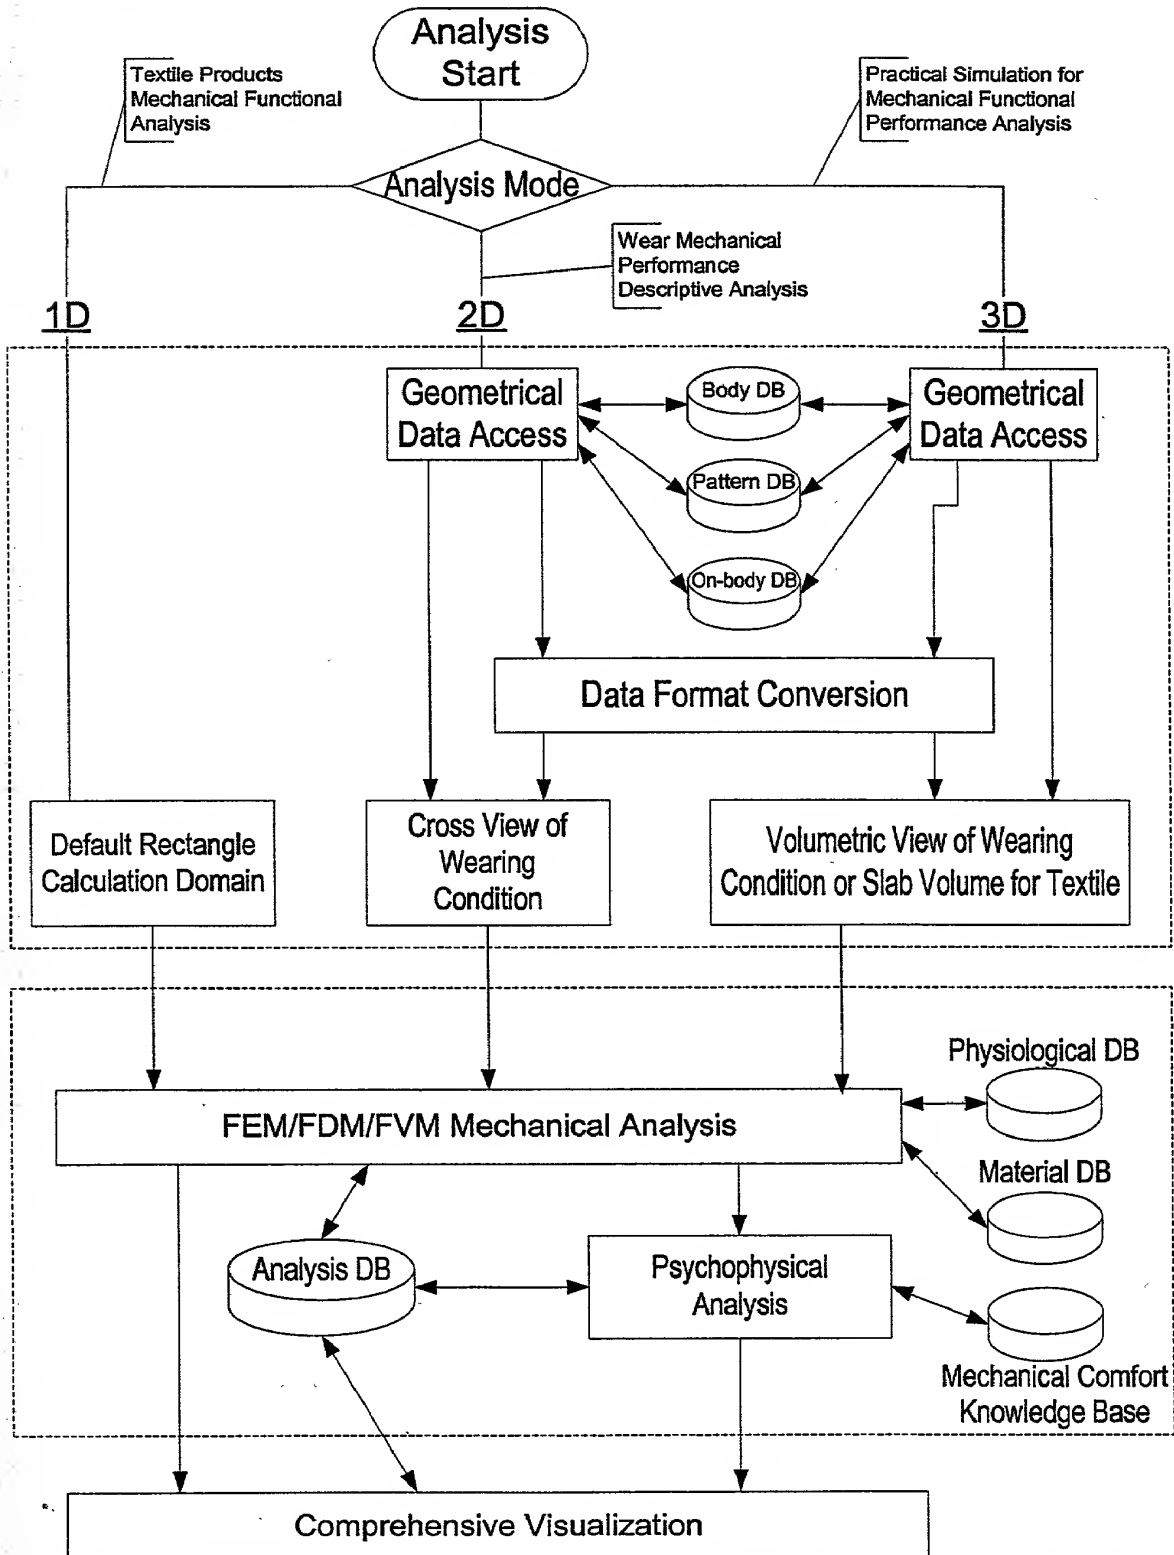 Analysis
Start
Textile Products
Mechanical Functional
Analysis
Practical Simulation for
Mechanical Functional
Performance Analysis
Analysis Mode
Wear Mechanical
Performance
Descriptive Analysis
1D
2D
3D
Geometrical
Data Access
Body DB
Geometrical
Data Access
Pattern DB
On-body DB
Data Format Conversion
Default Rectangle
Calculation Domain
Cross View of
Wearing
Condition
Volumetric View of Wearing
Condition or Slab Volume for Textile
Physiological DB
FEM/FDM/FVM Mechanical Analysis
Material DB
Analysis DB
Psychophysical
Analysis
Mechanical Comfort
Knowledge Base
Comprehensive Visualization